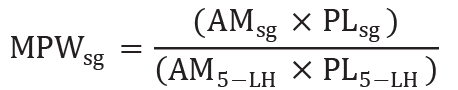 MPW_sg = (AM_sg × PL_sg) / (AM_5−LH × PL_5−LH)